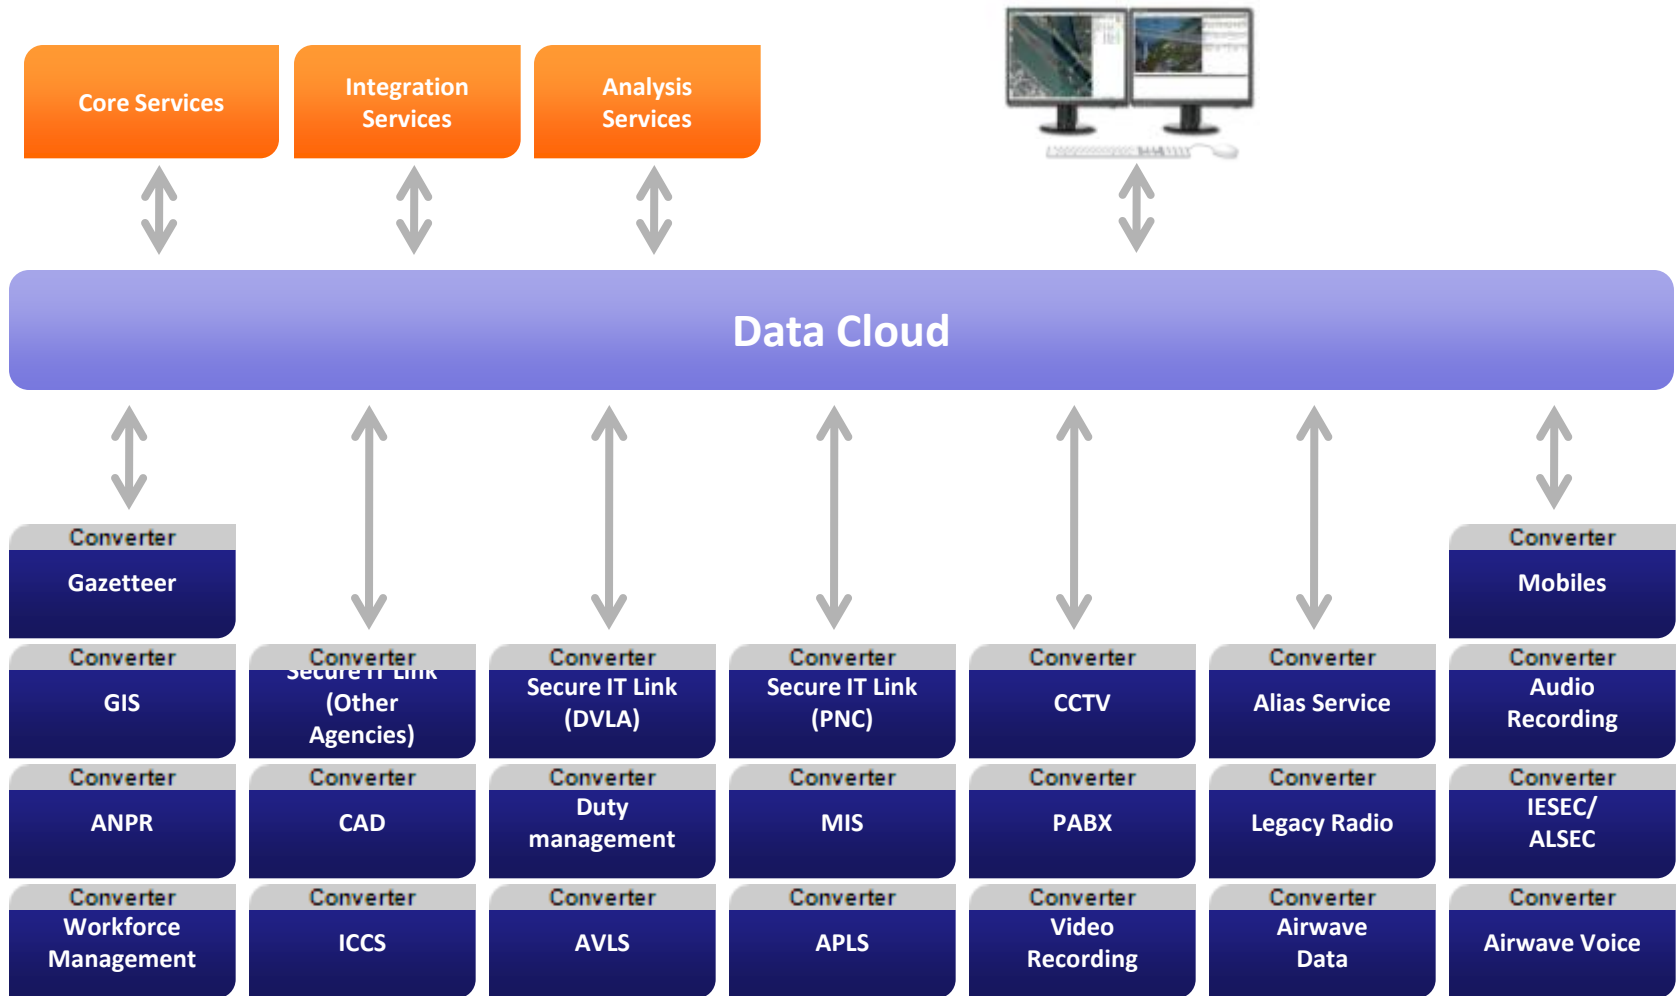 Core Services
Integration
Services
Analysis
Services
Data Cloud
Converter
Gazetteer
Converter
Mobiles
Converter
GIS
Converter
Secure IT Link
(Other
Agencies)
Converter
Secure IT Link
(DVLA)
Converter
Secure IT Link
(PNC)
Converter
CCTV
Converter
Alias Service
Converter
Audio
Recording
Converter
ANPR
Converter
CAD
Converter
Duty
management
Converter
MIS
Converter
PABX
Converter
Legacy Radio
Converter
IESEC/
ALSEC
Converter
Workforce
Management
Converter
ICCS
Converter
AVLS
Converter
APLS
Converter
Video
Recording
Converter
Airwave
Data
Converter
Airwave Voice